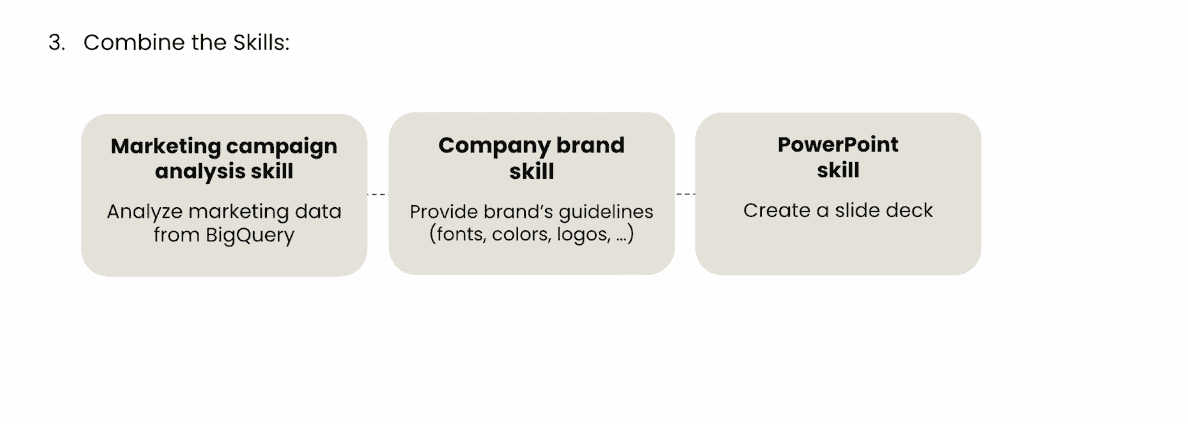 3. Combine the Skills:
Marketing campaign
analysis skill
Analyze marketing data
from BigQuery
Company brand
skill
Provide brand's guidelines
(fonts, colors, logos, ...)
PowerPoint
skill
Create a slide deck